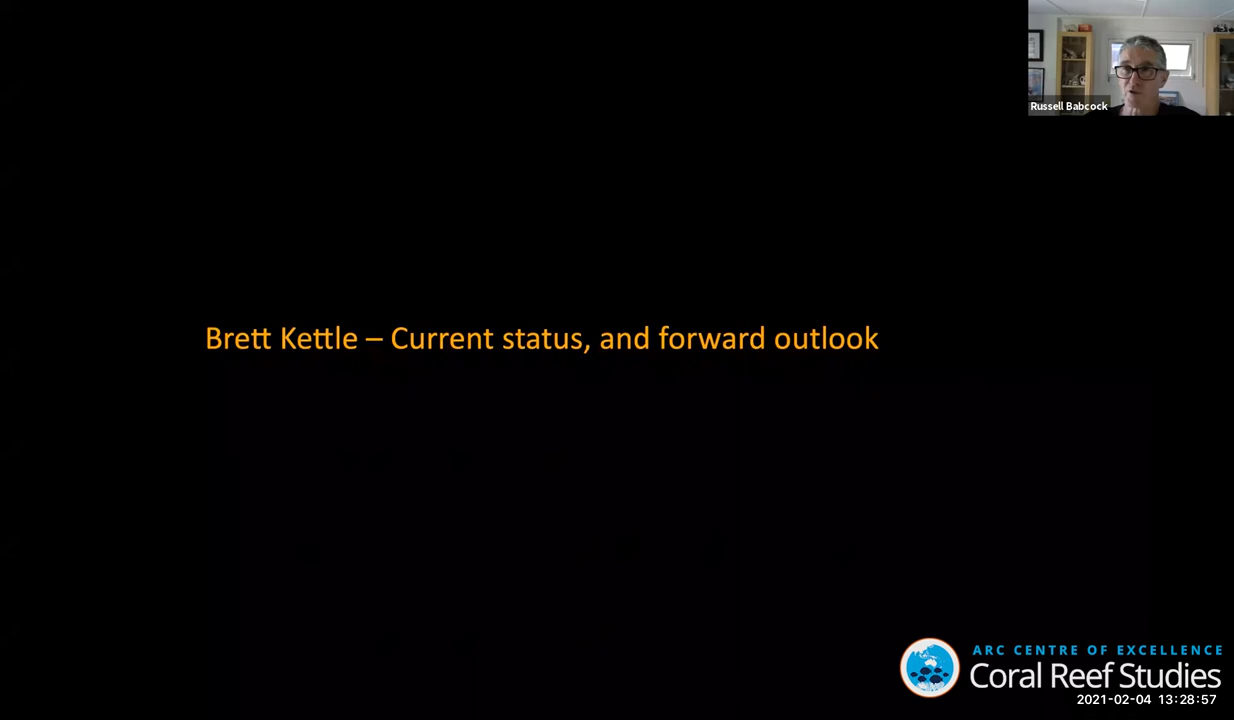 Russell Babcock
Brett Kettle – Current status, and forward outlook
ARC CENTRE OF EXCELLENCE
Coral Reef Studies
2021-02-04 13:28:57